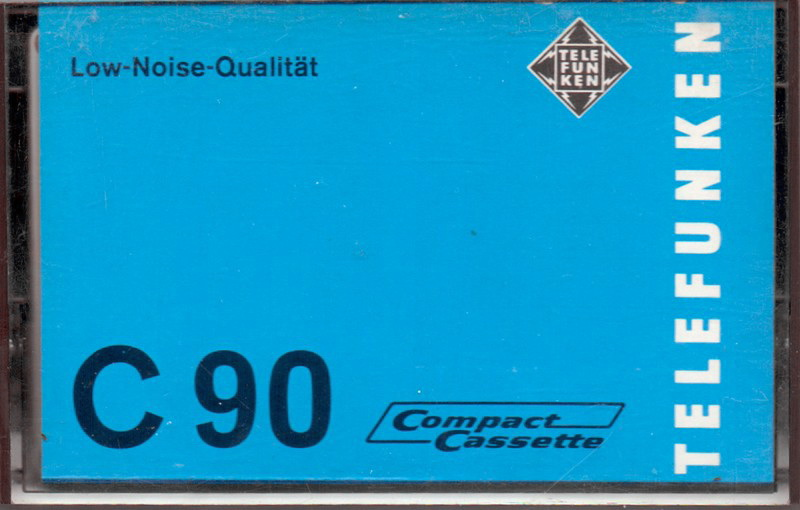 Low-Noise-Qualität
TELE
FUN
KEN
TELEFUNKEN
C 90
Compact
Cassette